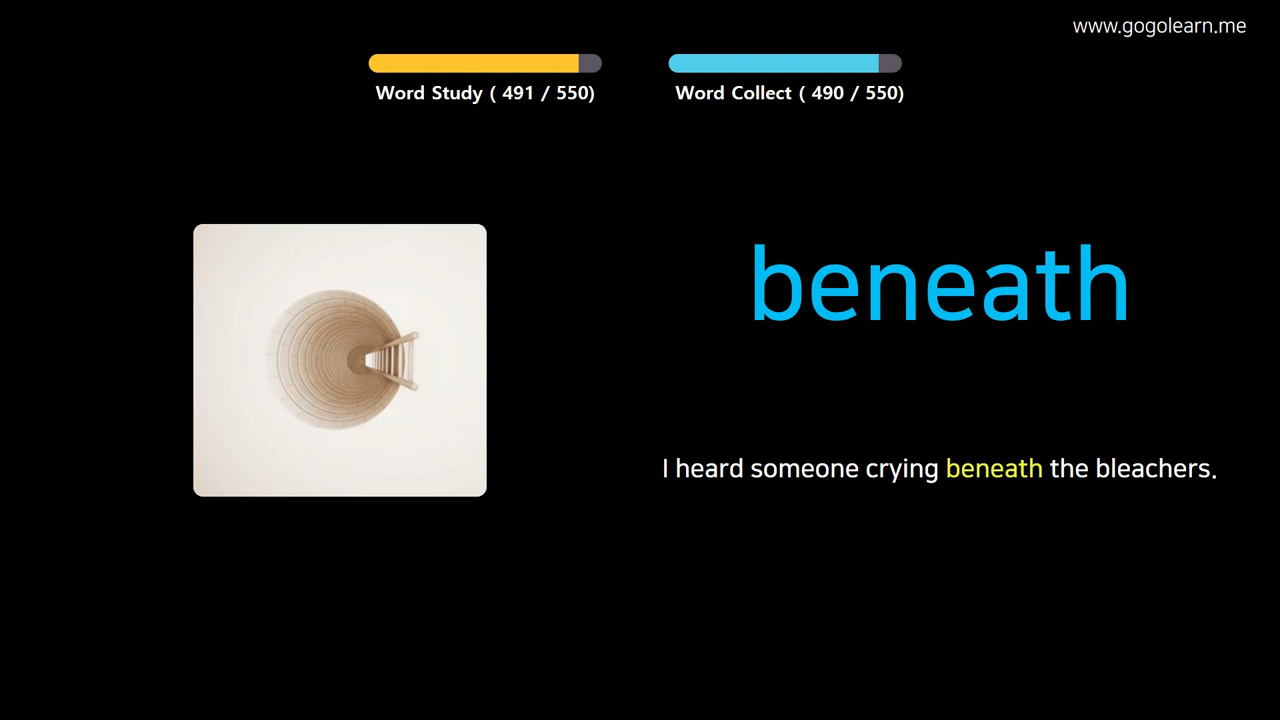 www.gogolearn.me
Word Study ( 491 / 550)
Word Collect ( 490 / 550)
beneath
I heard someone crying beneath the bleachers.